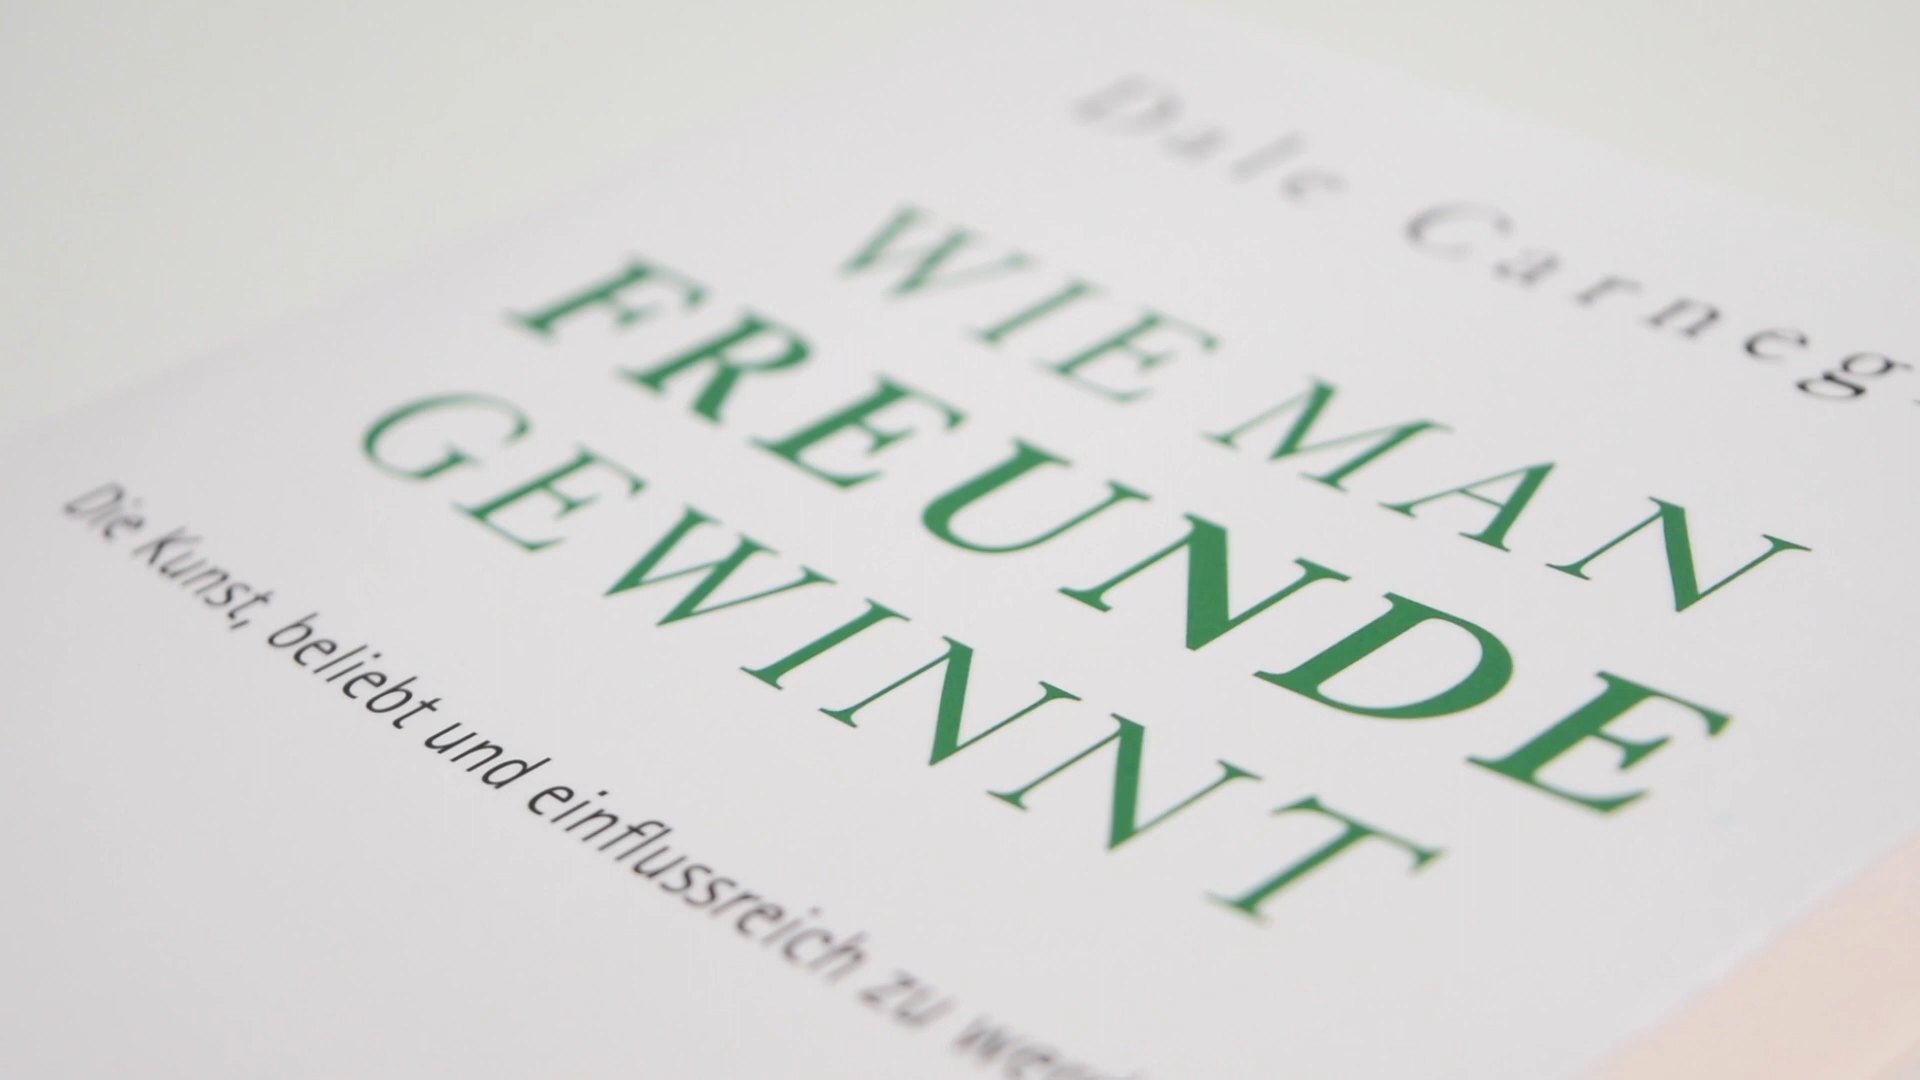 Dale Carneg
WIE MAN
FREUNDE
GEWINNT
Die Kunst, beliebt und einflussreich zu